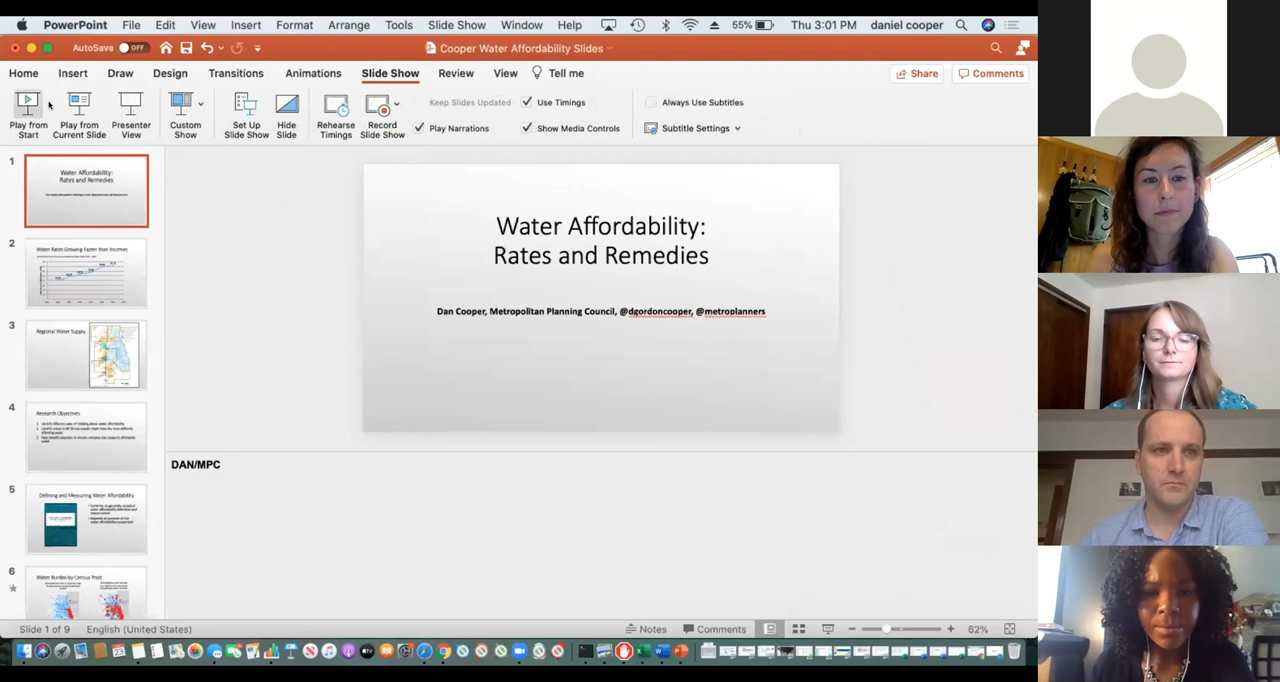 PowerPoint File Edit View Insert Format Arrange Tools Slide Show Window Help 55% Thu 3:01 PM daniel cooper
AutoSave OFF Cooper Water Affordability Slides
Home Insert Draw Design Transitions Animations Slide Show Review View Tell me Share Comments
Play from Start
Play from Current Slide
Presenter View
Custom Show
Set Up Slide Show
Hide Slide
Rehearse Timings
Record Slide Show
Keep Slides Updated
Play Narrations
Use Timings
Show Media Controls
Always Use Subtitles
Subtitle Settings
1
Water Affordability:
Rates and Remedies
2
Water Rates Growing Faster than Incomes
3
Regional Water Supply
4
Research Objectives
5
Defining and Measuring Water Affordability
6
Water Burden by Census Tract
Water Affordability:
Rates and Remedies
Dan Cooper, Metropolitan Planning Council, @dgordoncooper, @metroplanners
DAN/MPC
Slide 1 of 9 English (United States) Notes Comments 62%